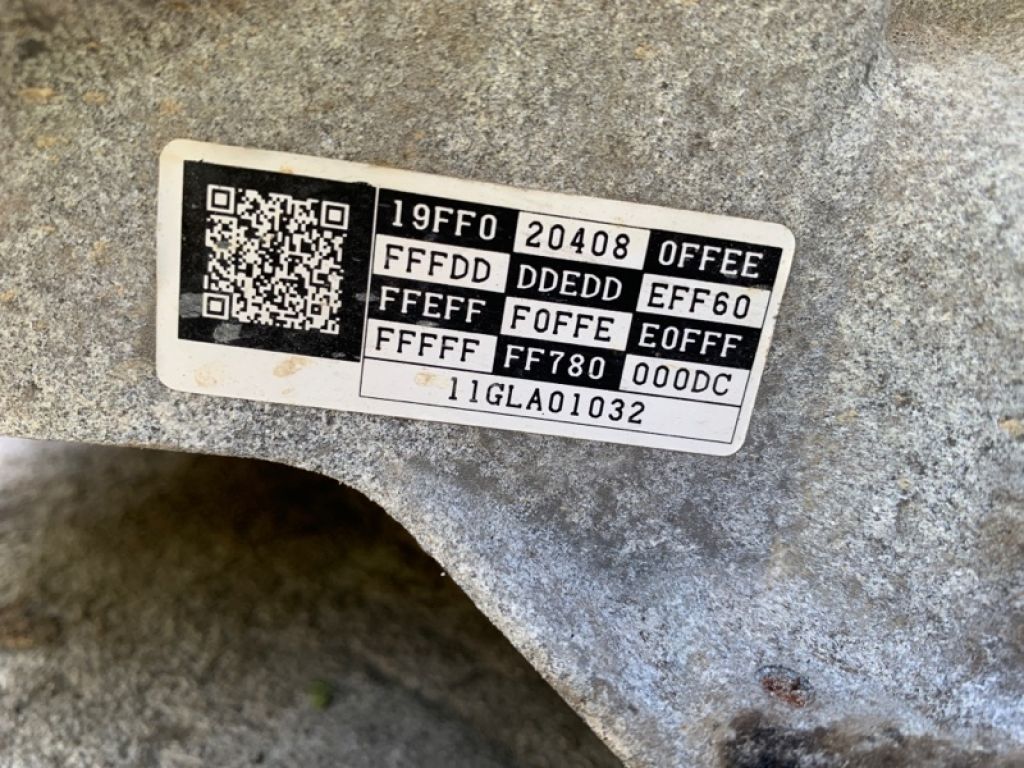 19FF0 20408 0FFEE
FFFDD DDEDD EFF60
FFEFF F0FFE E0FFF
FFFFF FF780 000DC
11GLA01032